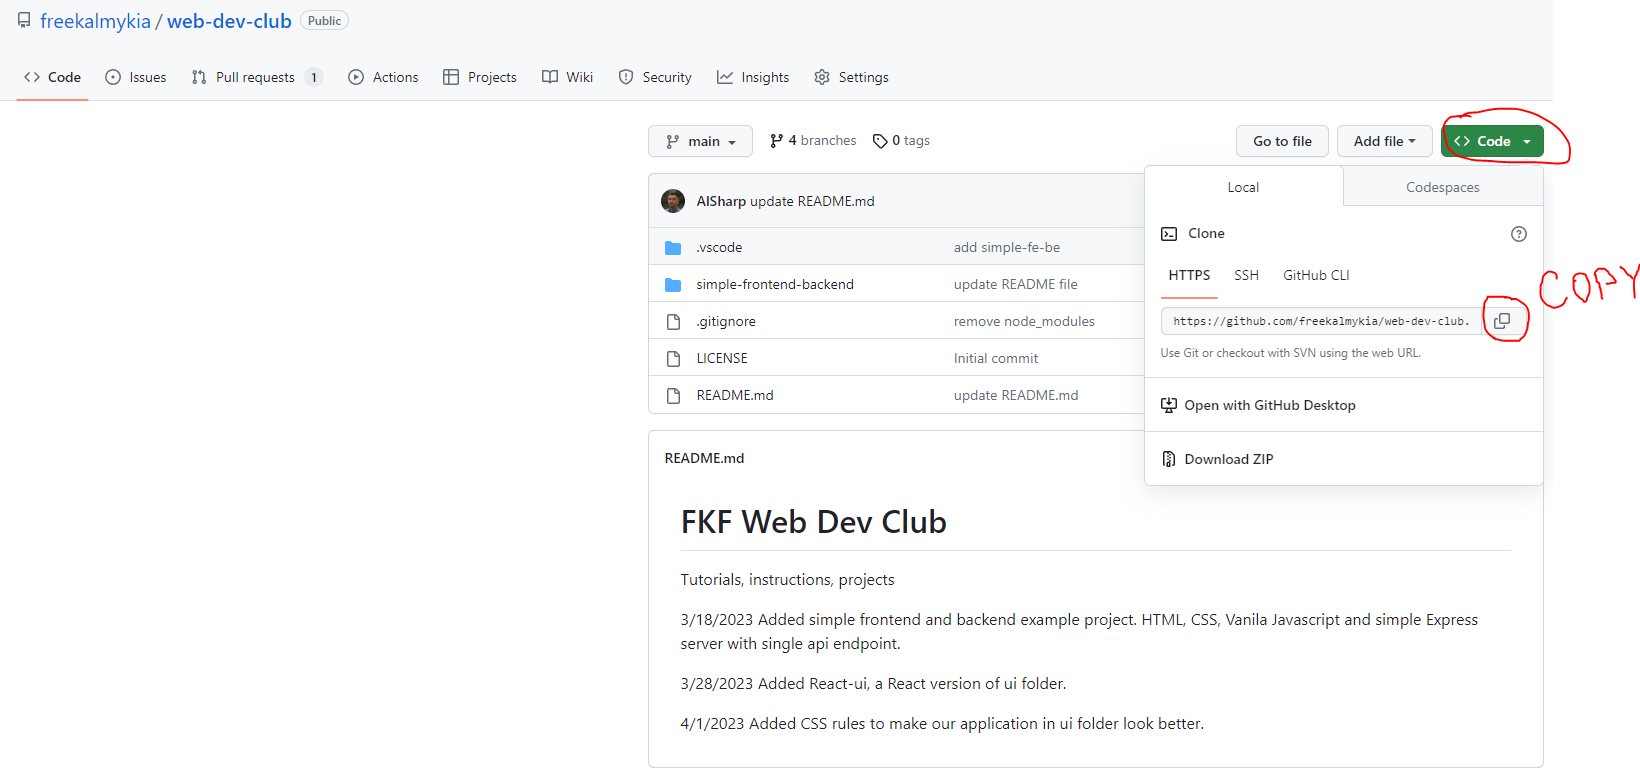 freekalmykia / web-dev-club Public
Code Issues Pull requests 1 Actions Projects Wiki Security Insights Settings
main 4 branches 0 tags Go to file Add file Code
AlSharp update README.md
.vscode add simple-fe-be
simple-frontend-backend update README file
.gitignore remove node_modules
LICENSE Initial commit
README.md update README.md
Local Codespaces
Clone
HTTPS SSH GitHub CLI
https://github.com/freekalmykia/web-dev-club.
COPY
Use Git or checkout with SVN using the web URL.
Open with GitHub Desktop
Download ZIP
README.md
FKF Web Dev Club
Tutorials, instructions, projects
3/18/2023 Added simple frontend and backend example project. HTML, CSS, Vanila Javascript and simple Express
server with single api endpoint.
3/28/2023 Added React-ui, a React version of ui folder.
4/1/2023 Added CSS rules to make our application in ui folder look better.